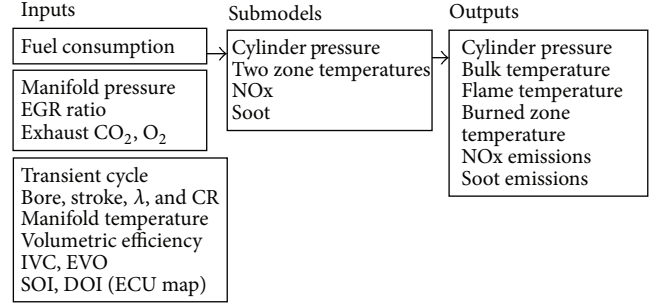 Inputs
Fuel consumption
Manifold pressure
EGR ratio
Exhaust CO₂, O₂
Transient cycle
Bore, stroke, λ, and CR
Manifold temperature
Volumetric efficiency
IVC, EVO
SOI, DOI (ECU map)
Submodels
Cylinder pressure
Two zone temperatures
NOx
Soot
Outputs
Cylinder pressure
Bulk temperature
Flame temperature
Burned zone
temperature
NOx emissions
Soot emissions